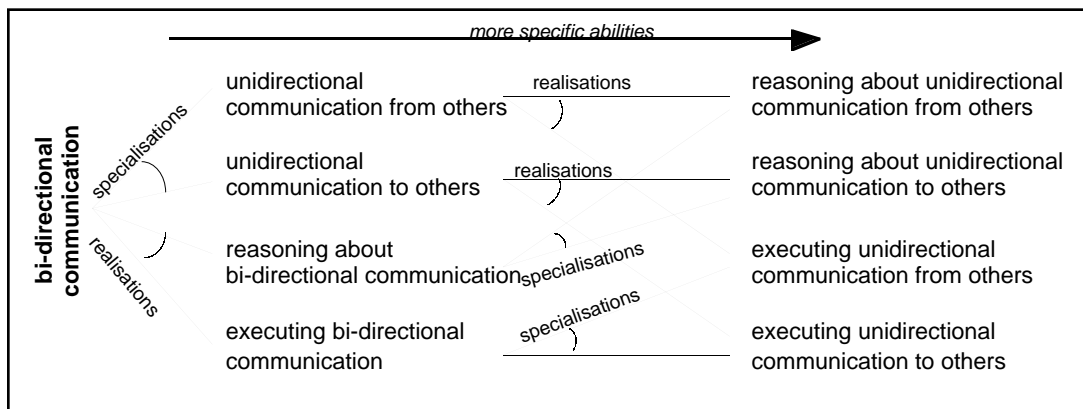 more specific abilities
bi-directional
communication
specialisations
realisations
unidirectional
communication from others
unidirectional
communication to others
reasoning about
bi-directional communication
executing bi-directional
communication
realisations
realisations
specialisations
specialisations
reasoning about unidirectional
communication from others
reasoning about unidirectional
communication to others
executing unidirectional
communication from others
executing unidirectional
communication to others